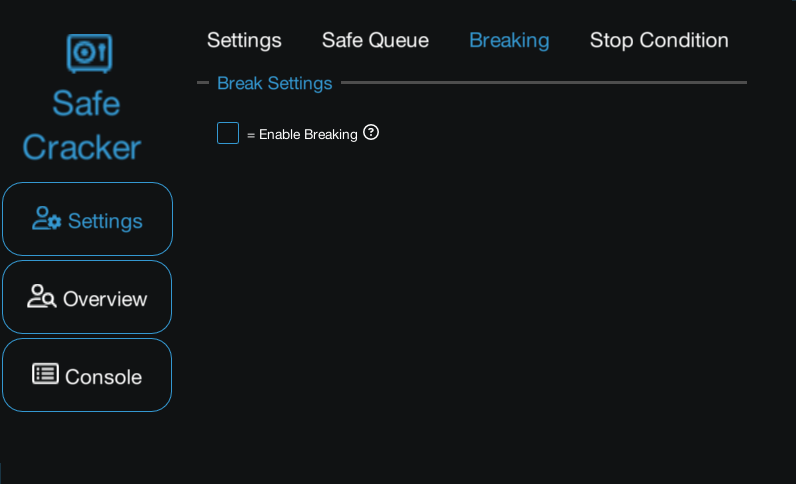 Safe
Cracker
Settings
Overview
Console
Settings Safe Queue Breaking Stop Condition
Break Settings
= Enable Breaking ?